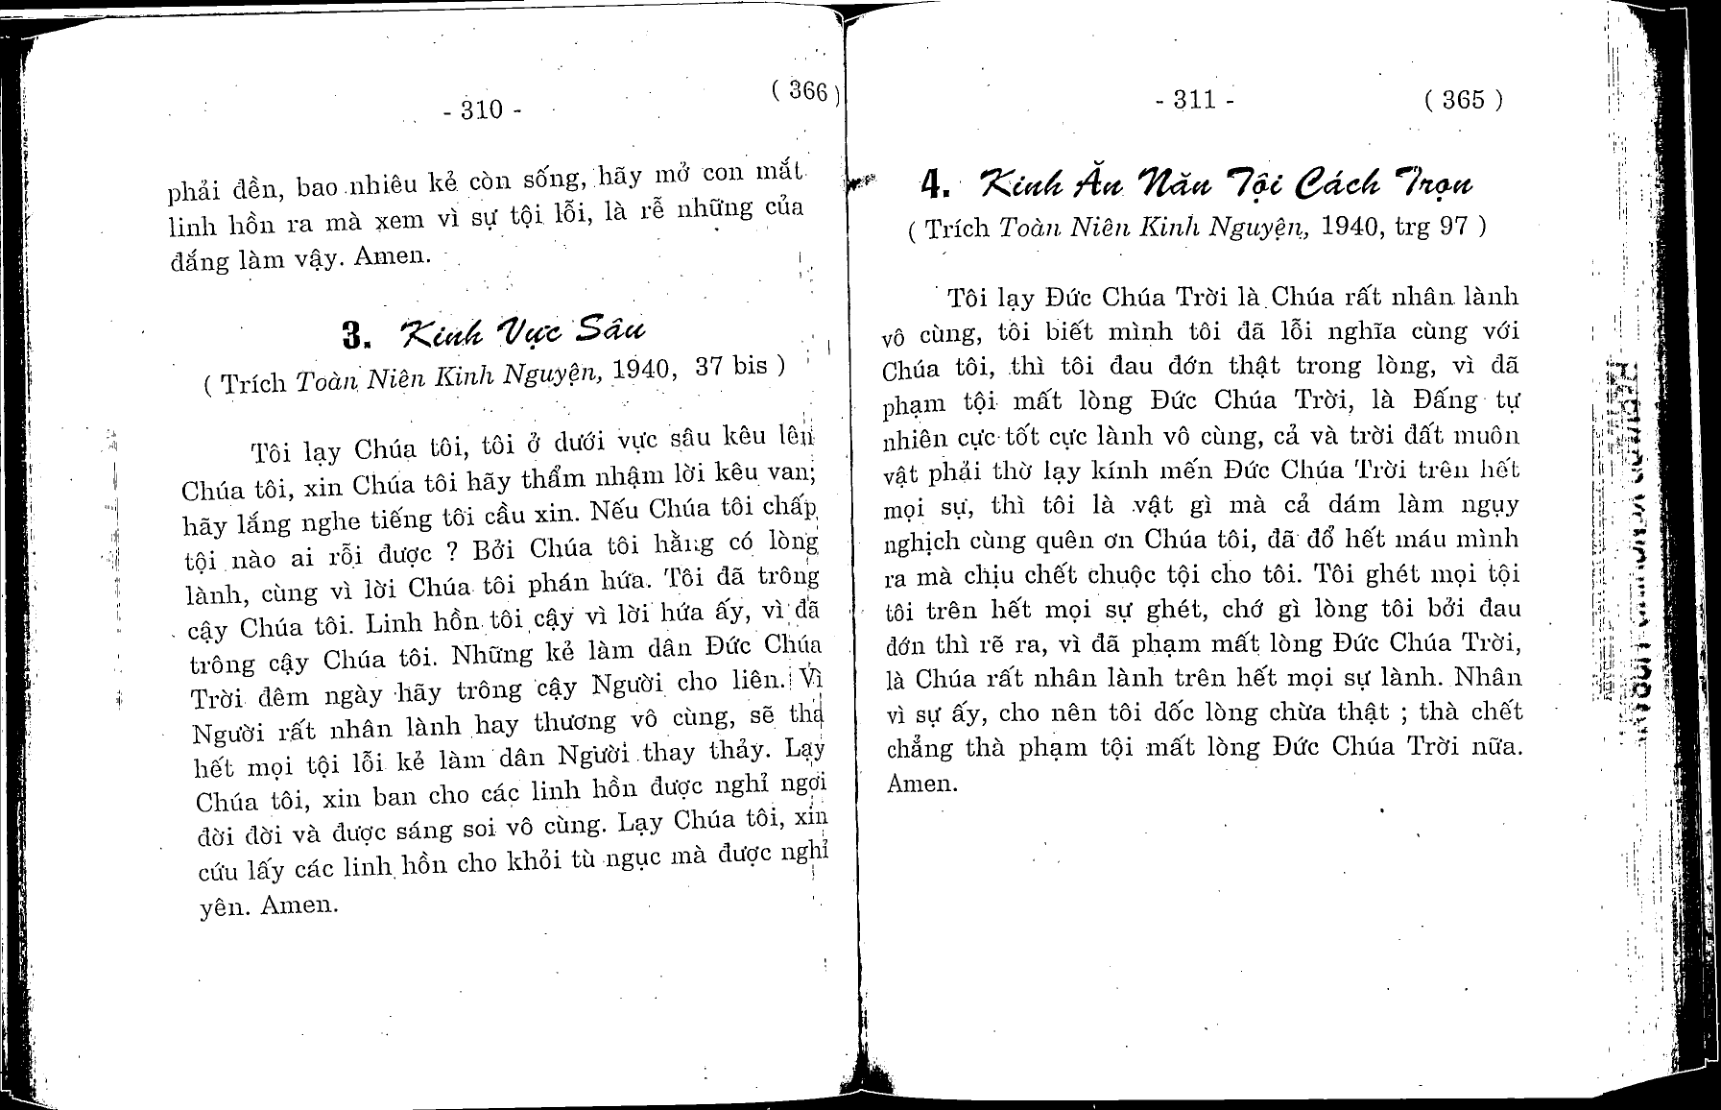 - 310 -
( 366 )
phải đền, bao nhiêu kẻ còn sống, hãy mở con mắt
linh hồn ra mà xem vì sự tội lỗi, là rễ những của
đắng làm vậy. Amen.
3. Kinh Vực Sâu
( Trích Toàn Niên Kinh Nguyện, 1940, 37 bis )
Tôi lạy Chúa tôi, tôi ở dưới vực sâu kêu lên
Chúa tôi, xin Chúa tôi hãy thẩm nhậm lời kêu van;
hãy lắng nghe tiếng tôi cầu xin. Nếu Chúa tôi chấp
tội nào ai rỗi được ? Bởi Chúa tôi hằng có lòng
lành, cùng vì lời Chúa tôi phán hứa. Tôi đã trông
cậy Chúa tôi. Linh hồn tôi cậy vì lời hứa ấy, vì đã
trông cậy Chúa tôi. Những kẻ làm dân Đức Chúa
Trời đêm ngày hãy trông cậy Người cho liên. Vì
Người rất nhân lành hay thương vô cùng, sẽ tha
hết mọi tội lỗi kẻ làm dân Người thay thảy. Lạy
Chúa tôi, xin ban cho các linh hồn được nghỉ ngơi
đời đời và được sáng soi vô cùng. Lạy Chúa tôi, xin
cứu lấy các linh hồn cho khỏi tù ngục mà được nghỉ
yên. Amen.
- 311 -
( 365 )
4. Kinh Ăn Năn Tội Cách Trọn
( Trích Toàn Niên Kinh Nguyện, 1940, trg 97 )
Tôi lạy Đức Chúa Trời là Chúa rất nhân lành
vô cùng, tôi biết mình tôi đã lỗi nghĩa cùng với
Chúa tôi, thì tôi đau đớn thật trong lòng, vì đã
phạm tội mất lòng Đức Chúa Trời, là Đấng tự
nhiên cực tốt cực lành vô cùng, cả và trời đất muôn
vật phải thờ lạy kính mến Đức Chúa Trời trên hết
mọi sự, thì tôi là vật gì mà cả dám làm ngụy
nghịch cùng quên ơn Chúa tôi, đã đổ hết máu mình
ra mà chịu chết chuộc tội cho tôi. Tôi ghét mọi tội
tôi trên hết mọi sự ghét, chớ gì lòng tôi bởi đau
đớn thì rẽ ra, vì đã phạm mất lòng Đức Chúa Trời,
là Chúa rất nhân lành trên hết mọi sự lành. Nhân
vì sự ấy, cho nên tôi dốc lòng chừa thật ; thà chết
chẳng thà phạm tội mất lòng Đức Chúa Trời nữa.
Amen.